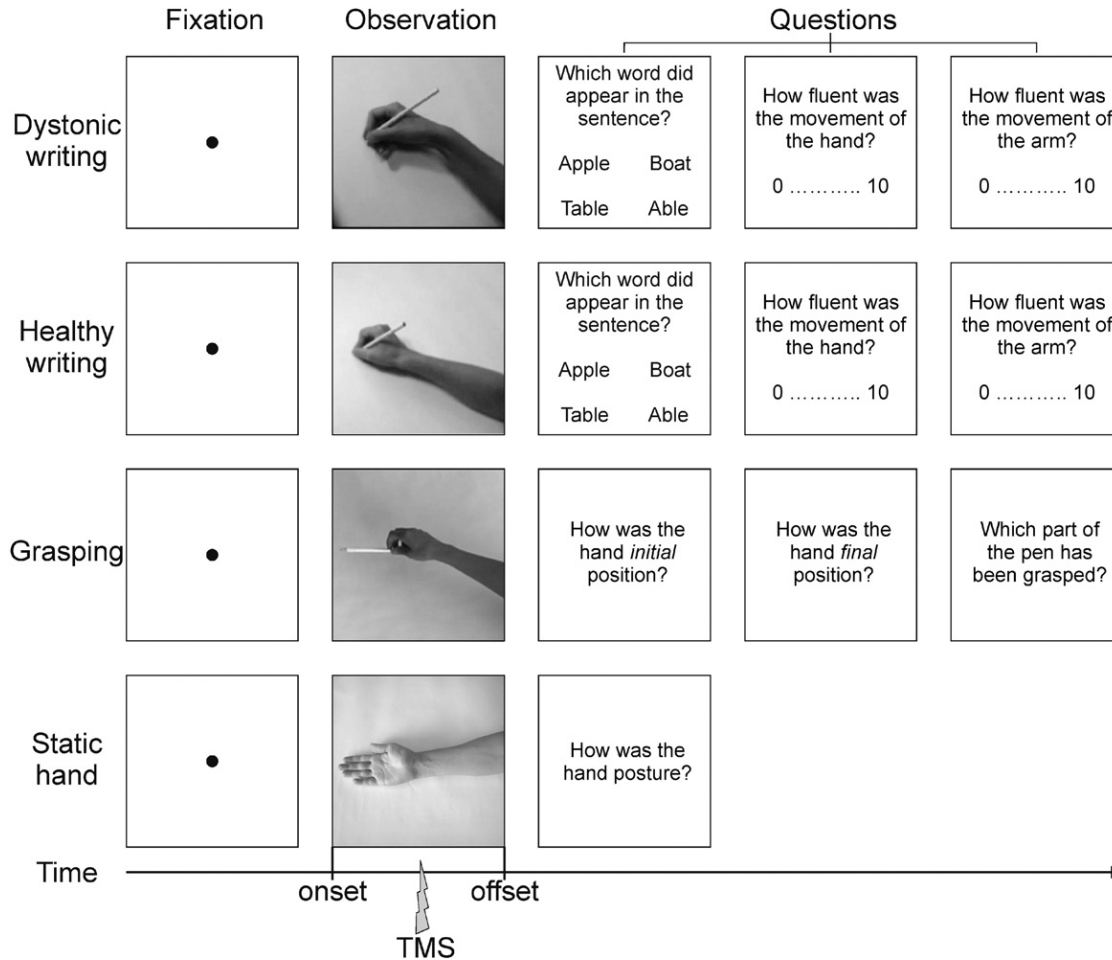 Fixation
Observation
Questions
Dystonic
writing
Which word did
appear in the
sentence?
Apple Boat
Table Able
How fluent was
the movement of
the hand?
0 ........... 10
How fluent was
the movement of
the arm?
0 ........... 10
Healthy
writing
Which word did
appear in the
sentence?
Apple Boat
Table Able
How fluent was
the movement of
the hand?
0 ........... 10
How fluent was
the movement of
the arm?
0 ........... 10
Grasping
How was the
hand initial
position?
How was the
hand final
position?
Which part of
the pen has
been grasped?
Static
hand
How was the
hand posture?
Time
onset
offset
TMS